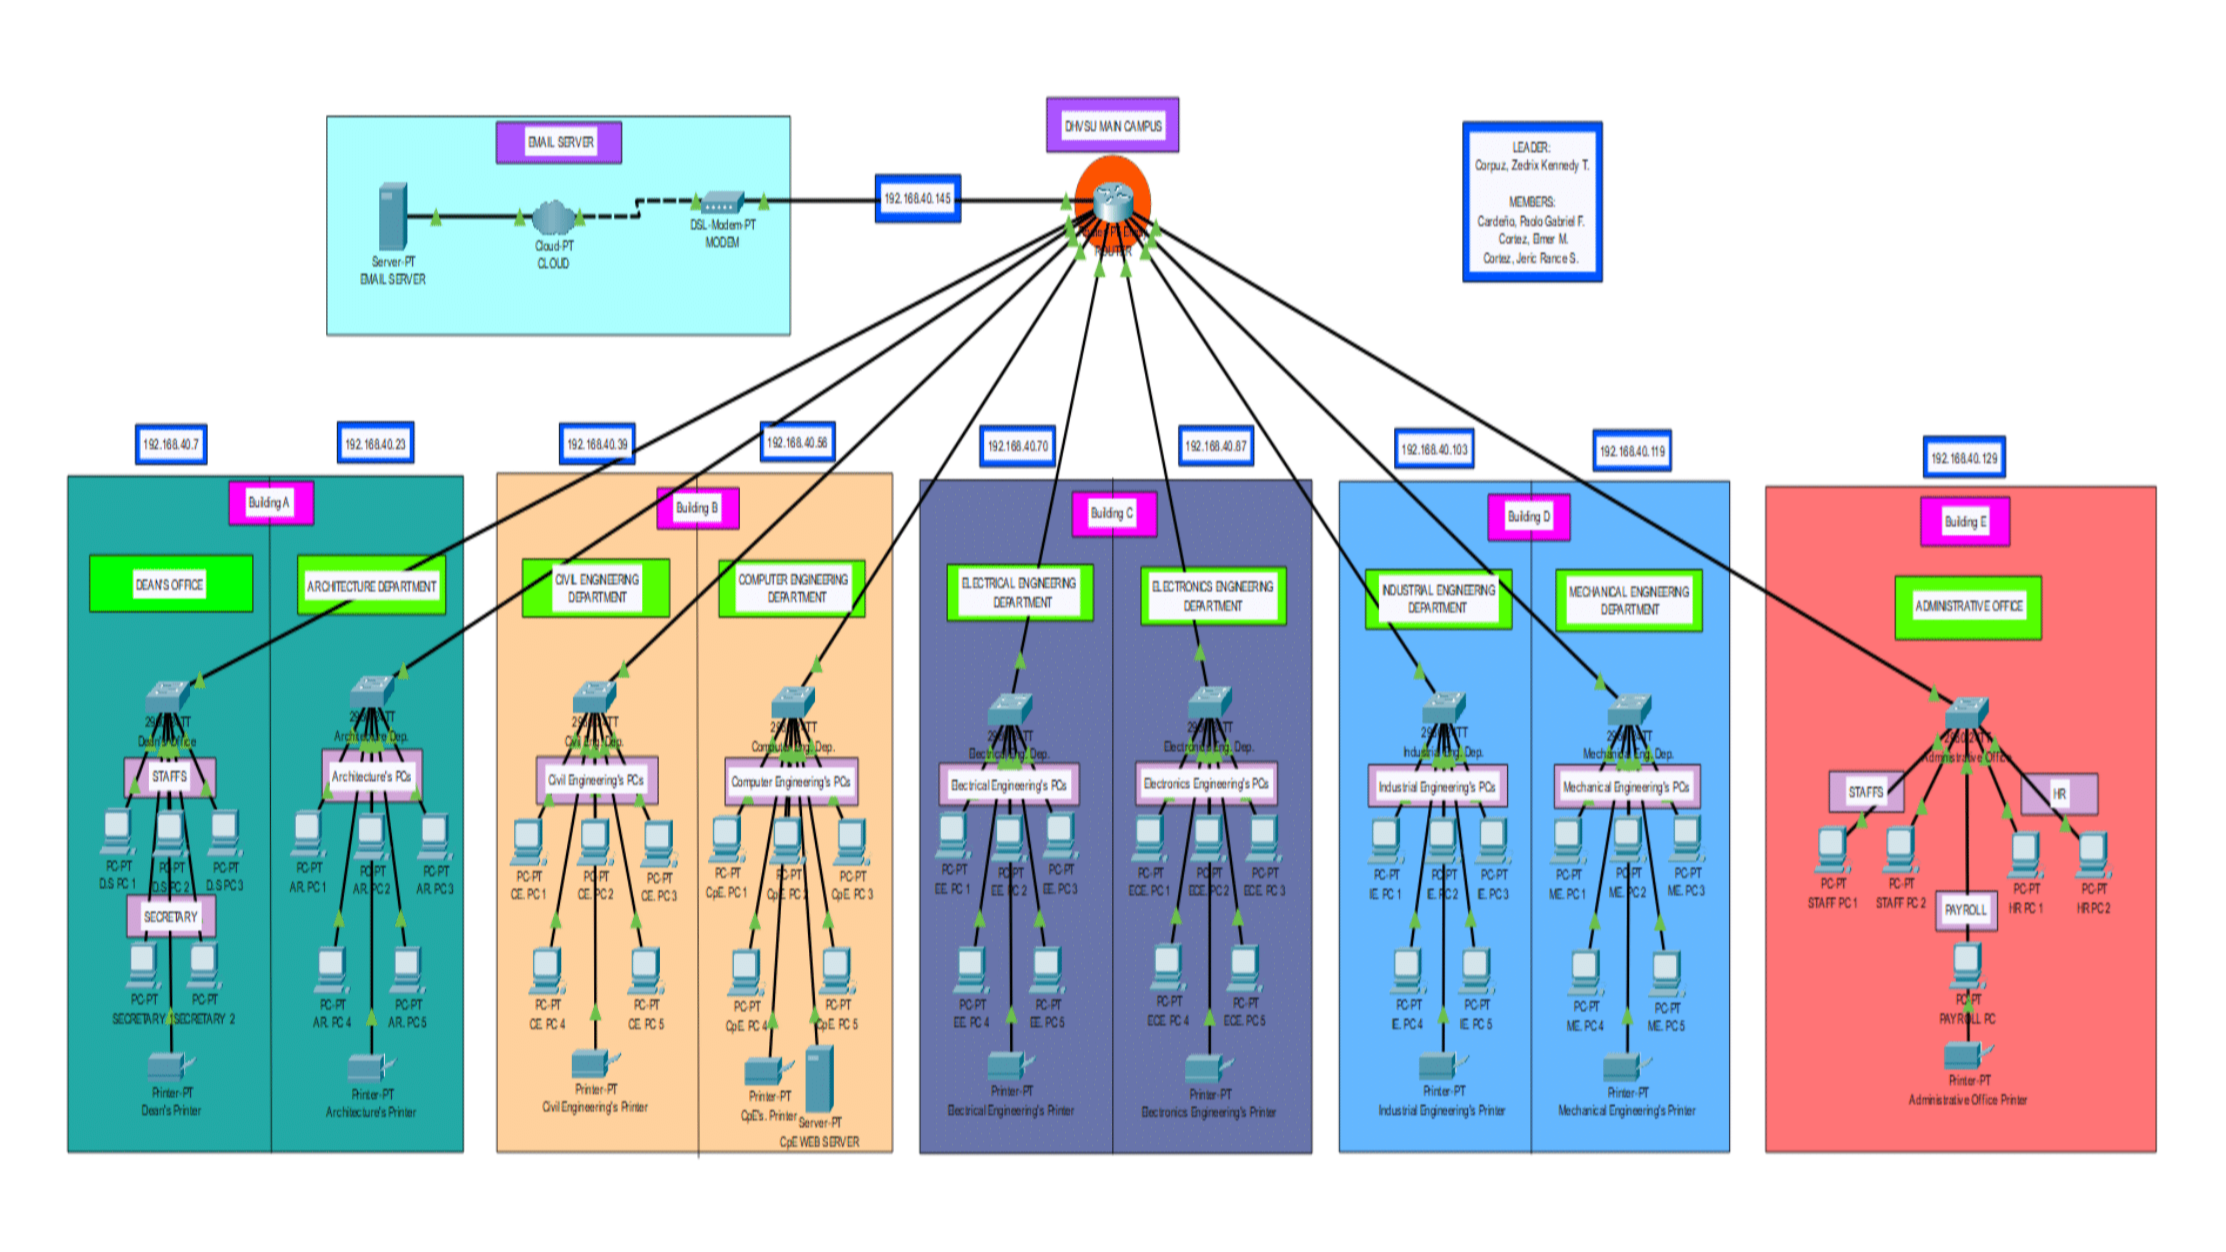 DHVSU MAIN CAMPUS
EMAIL SERVER
LEADER:
Corpuz, Zedrix Kennedy T.
MEMBERS:
Cardeño, Paolo Gabriel F.
Cortez, Elmer M.
Cortez, Jeric Rance S.
192.168.40.145
DSL-Modem-PT
MODEM
Cloud-PT
CLOUD
Server-PT
EMAIL SERVER
ROUTER
192.168.40.7
192.168.40.23
192.168.40.39
192.168.40.56
192.168.40.70
192.168.40.87
192.168.40.103
192.168.40.119
192.168.40.129
Building A
Building B
Building C
Building D
Building E
DEAN'S OFFICE
ARCHITECTURE DEPARTMENT
CIVIL ENGINEERING
DEPARTMENT
COMPUTER ENGINEERING
DEPARTMENT
ELECTRICAL ENGINEERING
DEPARTMENT
ELECTRONICS ENGINEERING
DEPARTMENT
INDUSTRIAL ENGINEERING
DEPARTMENT
MECHANICAL ENGINEERING
DEPARTMENT
ADMINISTRATIVE OFFICE
Dean's Office
Architecture Dep.
Civil Eng. Dep.
Computer Eng. Dep.
Electrical Eng. Dep.
Electronics Eng. Dep.
Industrial Eng. Dep.
Mechanical Eng. Dep.
Administrative Office
STAFFS
Architecture's PCs
Civil Engineering's PCs
Computer Engineering's PCs
Electrical Engineering's PCs
Electronics Engineering's PCs
Industrial Engineering's PCs
Mechanical Engineering's PCs
STAFFS
HR
PC-PT
D.S PC 1
PC-PT
D.S PC 2
PC-PT
D.S PC 3
PC-PT
AR. PC 1
PC-PT
AR. PC 2
PC-PT
AR. PC 3
PC-PT
CE. PC 1
PC-PT
CE. PC 2
PC-PT
CE. PC 3
PC-PT
CpE. PC 1
PC-PT
CpE. PC 2
PC-PT
CpE. PC 3
PC-PT
EE. PC 1
PC-PT
EE. PC 2
PC-PT
EE. PC 3
PC-PT
ECE. PC 1
PC-PT
ECE. PC 2
PC-PT
ECE. PC 3
PC-PT
IE. PC 1
PC-PT
IE. PC 2
PC-PT
IE. PC 3
PC-PT
ME. PC 1
PC-PT
ME. PC 2
PC-PT
ME. PC 3
PC-PT
STAFF PC 1
PC-PT
STAFF PC 2
PC-PT
HR PC 1
PC-PT
HR PC 2
SECRETARY
PAYROLL
PC-PT
SECRETARY
PC-PT
SECRETARY 2
PC-PT
AR. PC 4
PC-PT
AR. PC 5
PC-PT
CE. PC 4
PC-PT
CE. PC 5
PC-PT
CpE. PC 4
PC-PT
CpE. PC 5
PC-PT
EE. PC 4
PC-PT
EE. PC 5
PC-PT
ECE. PC 4
PC-PT
ECE. PC 5
PC-PT
IE. PC 4
PC-PT
IE. PC 5
PC-PT
ME. PC 4
PC-PT
ME. PC 5
PC-PT
PAYROLL PC
Printer-PT
Dean's Printer
Printer-PT
Architecture's Printer
Printer-PT
Civil Engineering's Printer
Printer-PT
CpE's. Printer
Server-PT
CpE WEB SERVER
Printer-PT
Electrical Engineering's Printer
Printer-PT
Electronics Engineering's Printer
Printer-PT
Industrial Engineering's Printer
Printer-PT
Mechanical Engineering's Printer
Printer-PT
Administrative Office Printer